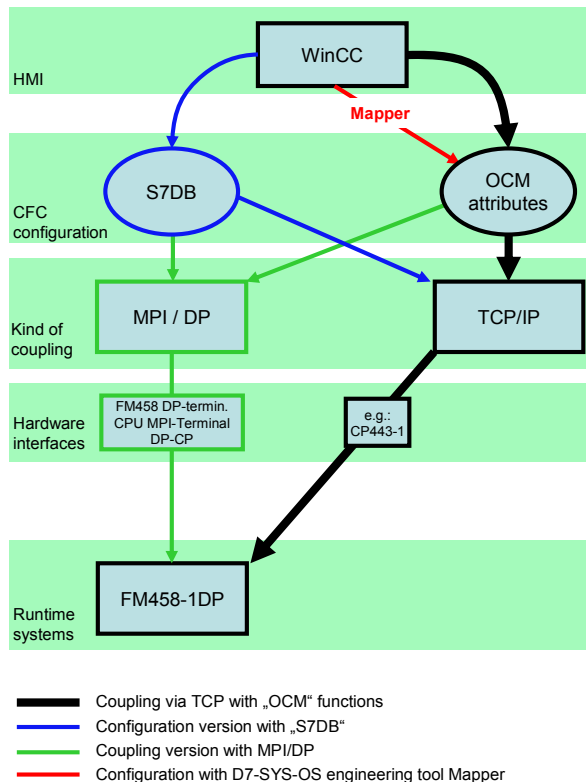 WinCC
HMI
Mapper
S7DB
OCM
attributes
CFC
configuration
MPI / DP
TCP/IP
Kind of
coupling
FM458 DP-termin.
CPU MPI-Terminal
DP-CP
e.g.:
CP443-1
Hardware
interfaces
FM458-1DP
Runtime
systems
Coupling via TCP with „OCM“ functions
Configuration version with „S7DB“
Coupling version with MPI/DP
Configuration with D7-SYS-OS engineering tool Mapper